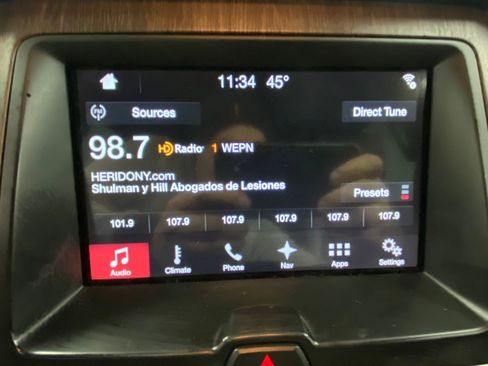 11:34 45°
Sources
Direct Tune
98.7 HD Radio 1 WEPN
HERIDONY.com
Shulman y Hill Abogados de Lesiones
Presets
101.9 107.9 107.9 107.9 107.9 107.9
Audio Climate Phone Nav Apps Settings